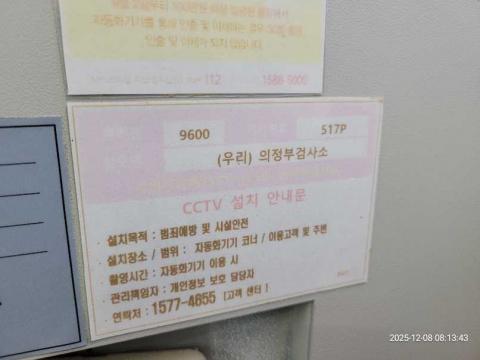 자동화기기를 통해 인출 및 이체하는 경우 30분 동안
인출 및 이체가 되지 않습니다
112
1588-9000
9600
517P
(우리) 의정부검사소
CCTV 설치 안내문
· 설치목적 : 범죄예방 및 시설안전
· 설치장소 / 범위 : 자동화기기 코너 / 이용고객 및 주변
· 촬영시간 : 자동화기기 이용 시
· 관리책임자 : 개인정보 보호 담당자
· 연락처 : 1577-4655 [고객 센터]
2025-12-08 08:13:43